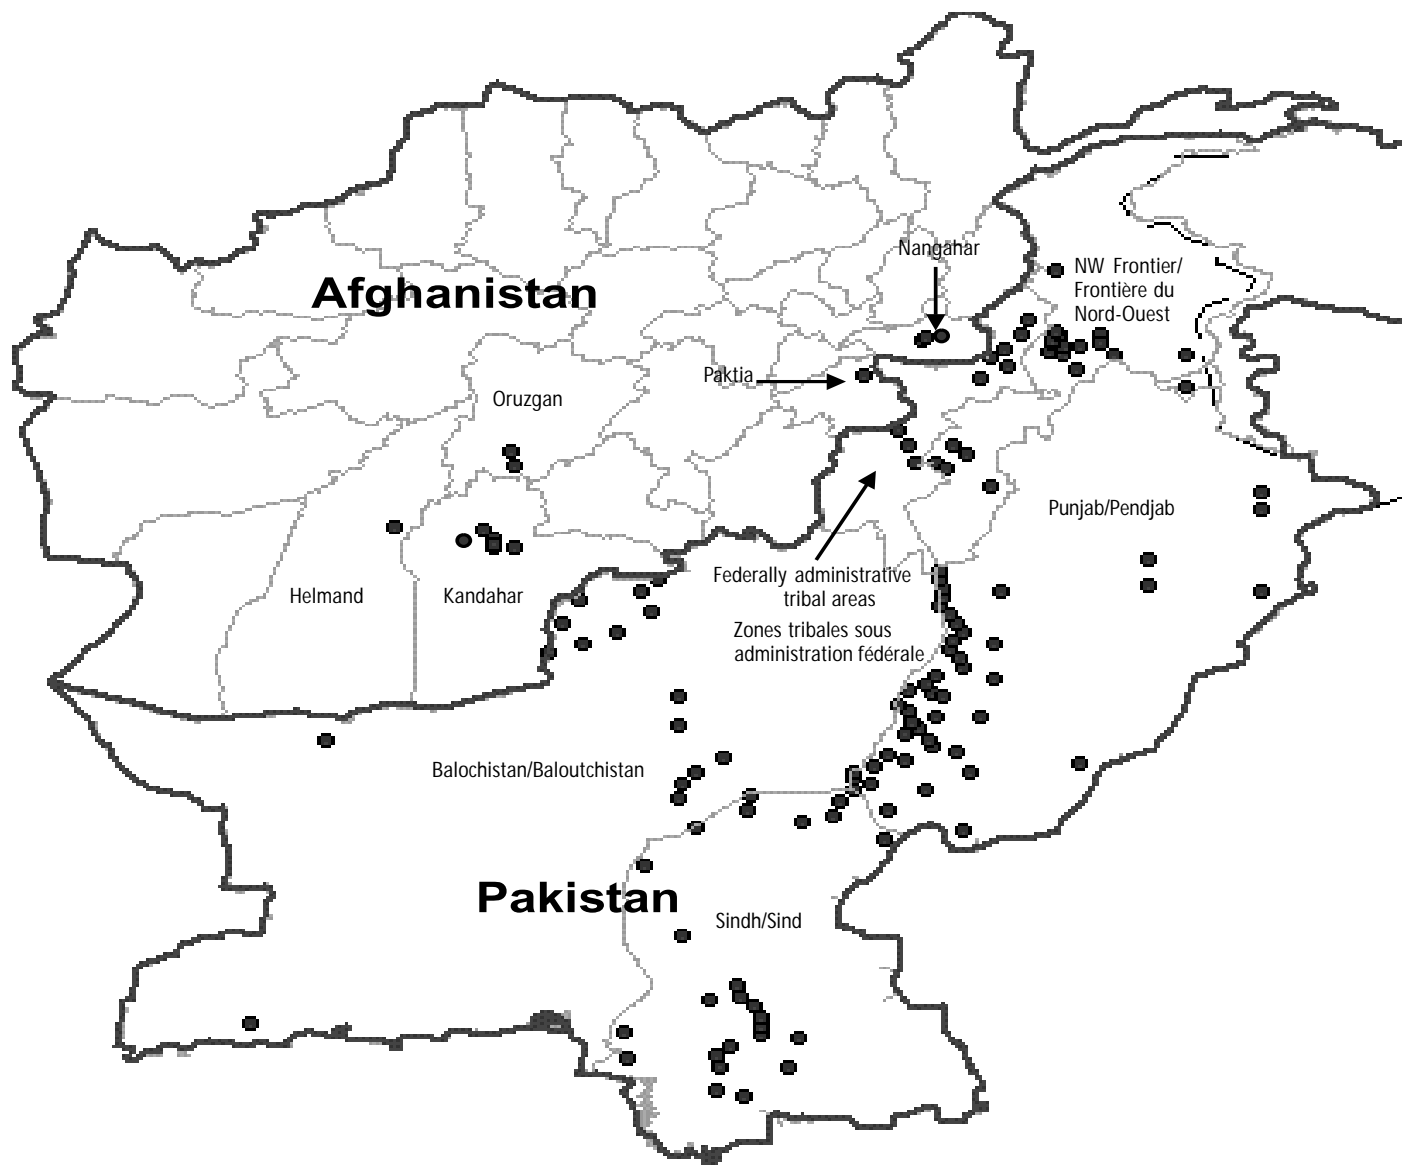 Nangahar
NW Frontier/
Frontière du
Nord-Ouest
Afghanistan
Paktia
Oruzgan
Punjab/Pendjab
Federally administrative
tribal areas
Helmand
Kandahar
Zones tribales sous
administration fédérale
Balochistan/Baloutchistan
Pakistan
Sindh/Sind